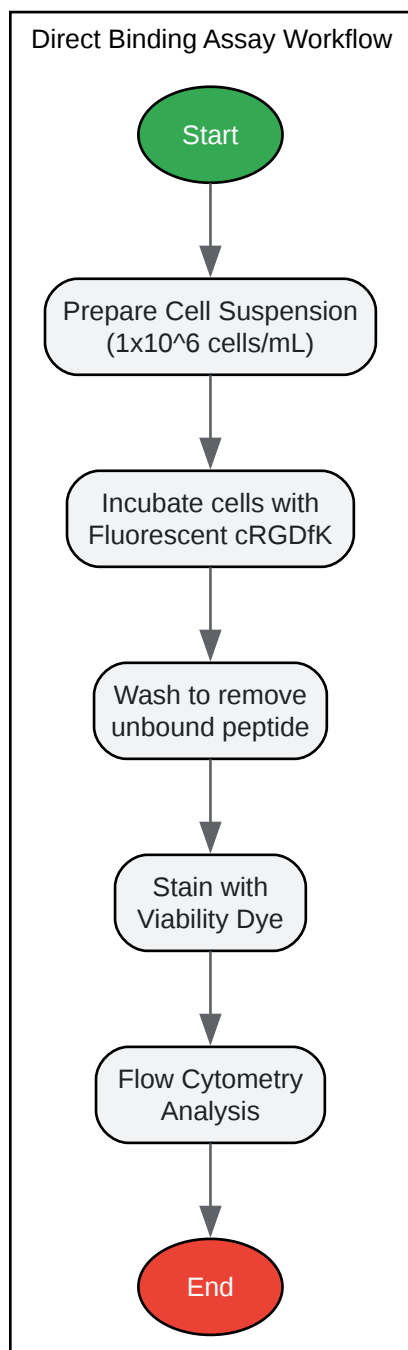 Direct Binding Assay Workflow
Start
Prepare Cell Suspension
(1x10^6 cells/mL)
Incubate cells with
Fluorescent cRGDfK
Wash to remove
unbound peptide
Stain with
Viability Dye
Flow Cytometry
Analysis
End